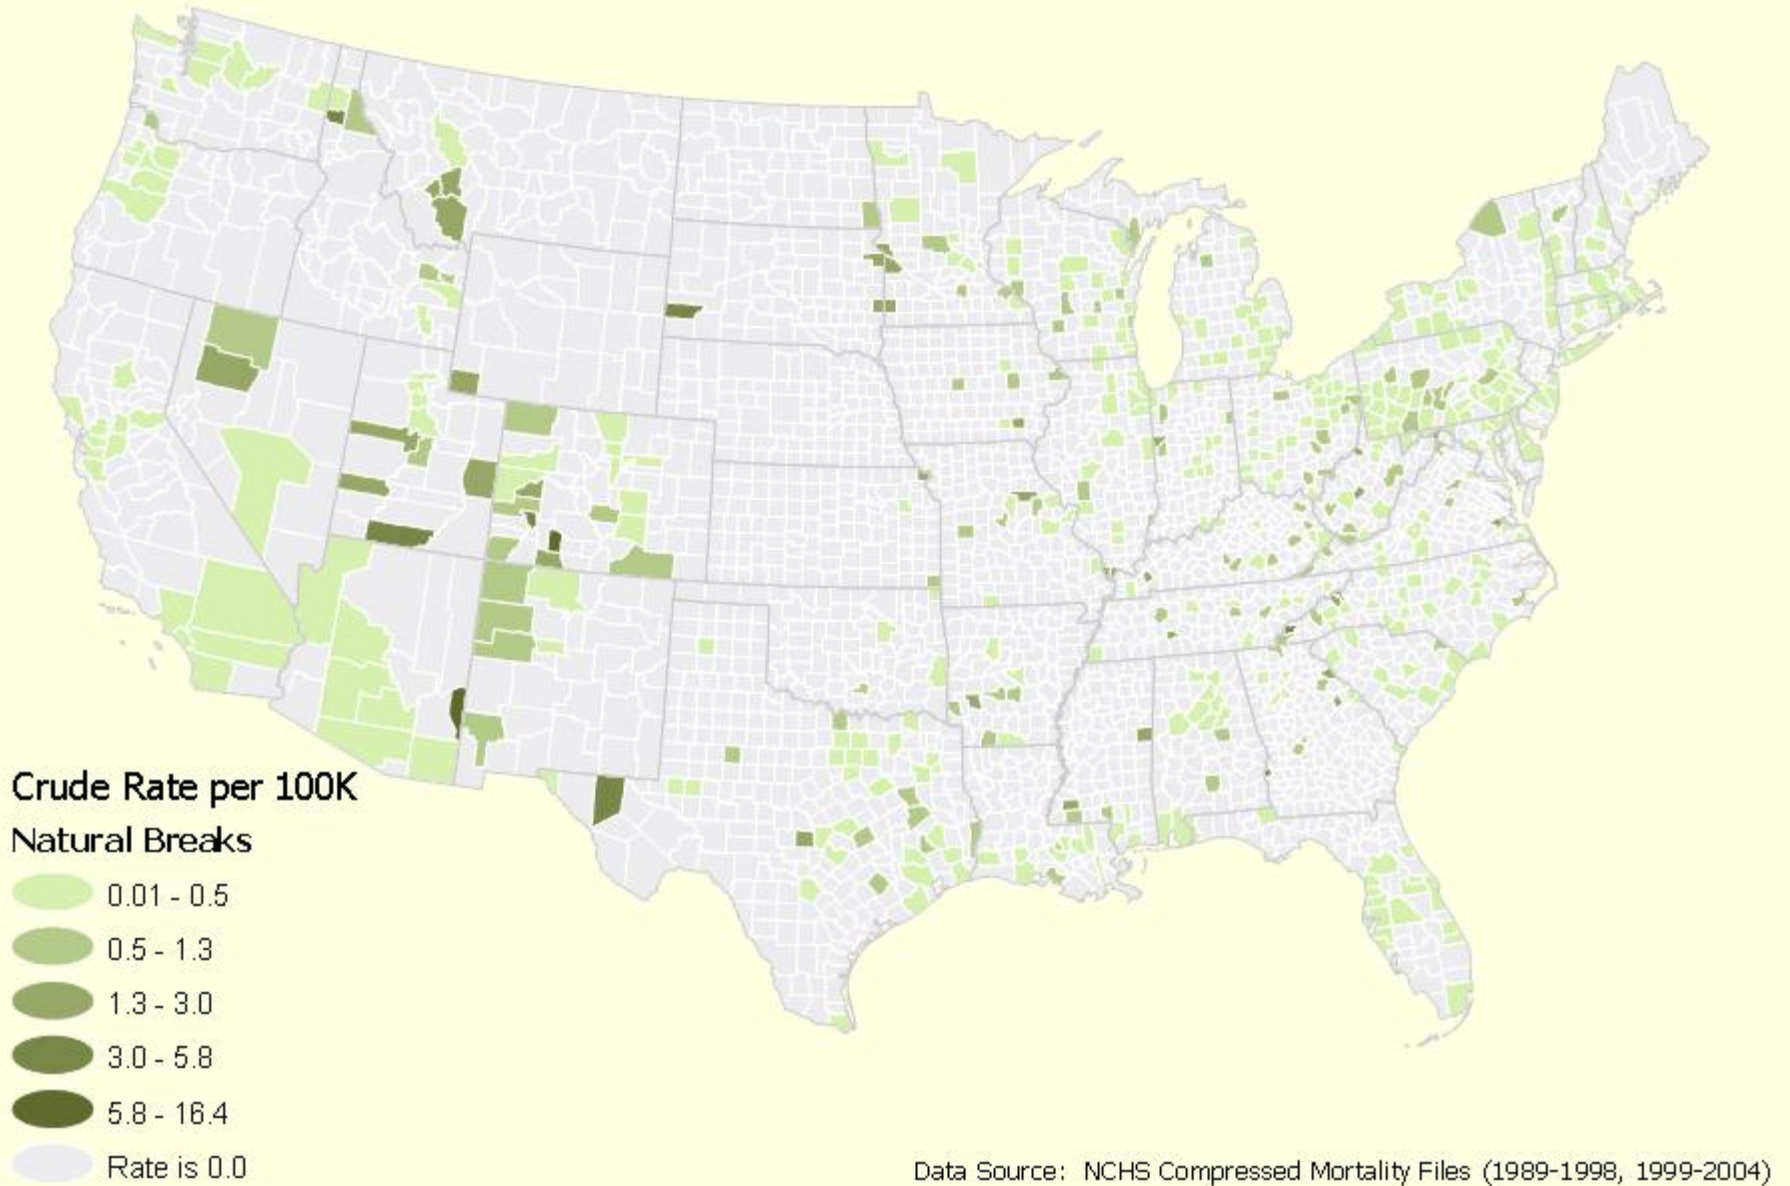 Crude Rate per 100K
Natural Breaks
0.01 - 0.5
0.5 - 1.3
1.3 - 3.0
3.0 - 5.8
5.8 - 16.4
Rate is 0.0
Data Source: NCHS Compressed Mortality Files (1989-1998, 1999-2004)